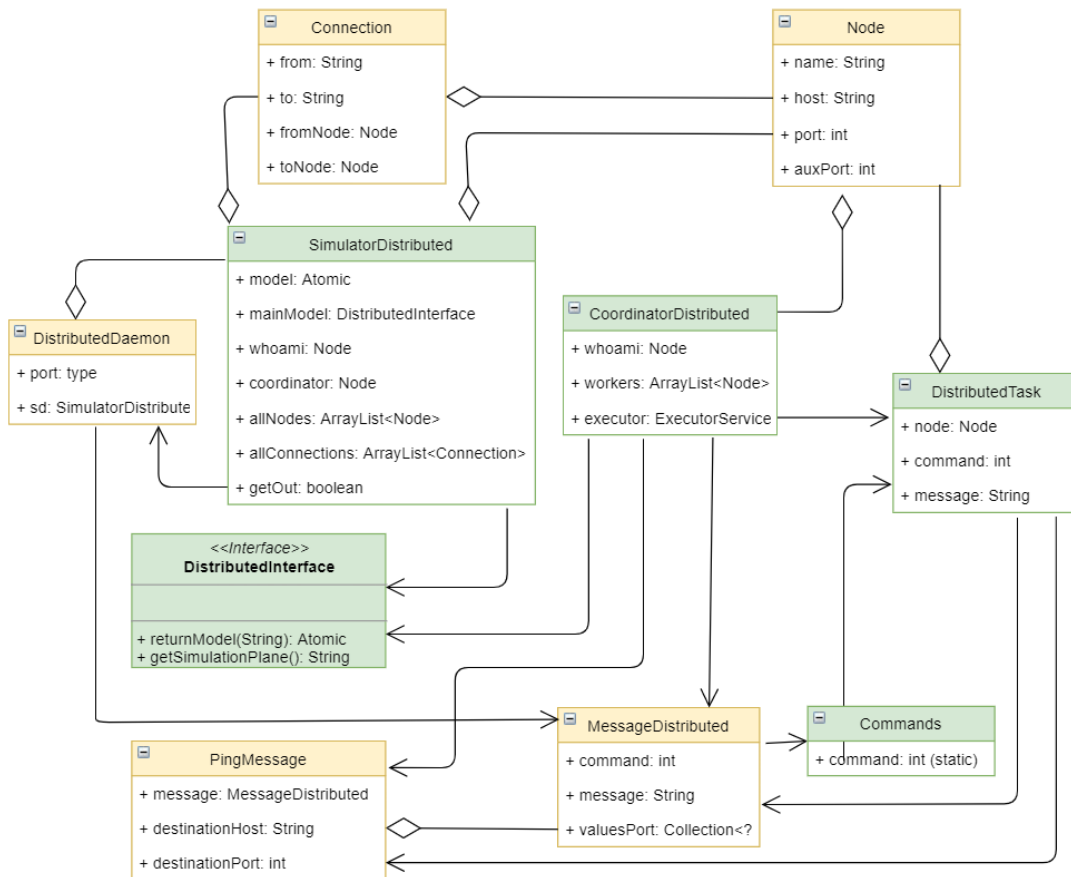 Connection
+ from: String
+ to: String
+ fromNode: Node
+ toNode: Node
Node
+ name: String
+ host: String
+ port: int
+ auxPort: int
SimulatorDistributed
+ model: Atomic
+ mainModel: DistributedInterface
+ whoami: Node
+ coordinator: Node
+ allNodes: ArrayList<Node>
+ allConnections: ArrayList<Connection>
+ getOut: boolean
DistributedDaemon
+ port: type
+ sd: SimulatorDistribute
CoordinatorDistributed
+ whoami: Node
+ workers: ArrayList<Node>
+ executor: ExecutorService
DistributedTask
+ node: Node
+ command: int
+ message: String
<<Interface>>
DistributedInterface
+ returnModel(String): Atomic
+ getSimulationPlane(): String
PingMessage
+ message: MessageDistributed
+ destinationHost: String
+ destinationPort: int
MessageDistributed
+ command: int
+ message: String
+ valuesPort: Collection<?
Commands
+ command: int (static)